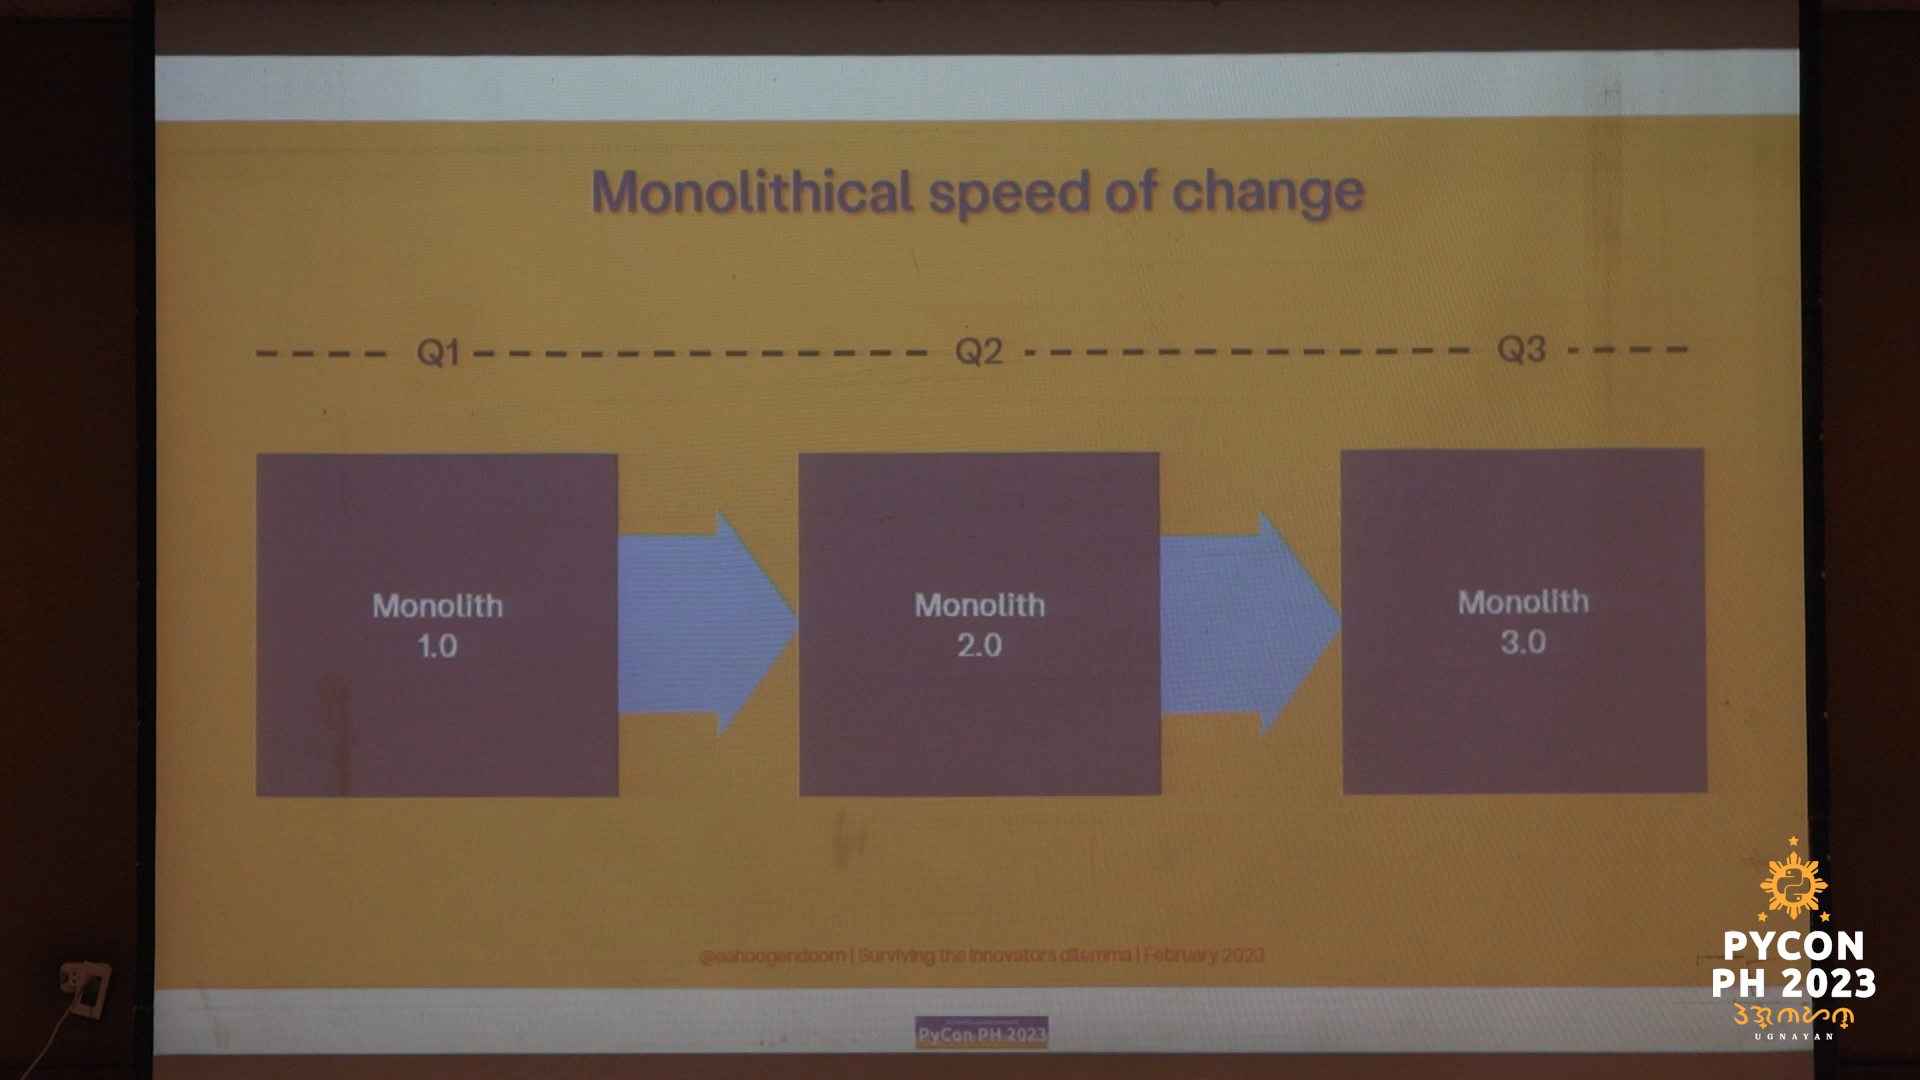 Monolithical speed of change
Q1 Q2 Q3
Monolith
1.0
Monolith
2.0
Monolith
3.0
@aahoogendoorn | Surviving the innovators dilemma | February 2023
PyCon PH 2023
PYCON
PH 2023
UGNAYAN